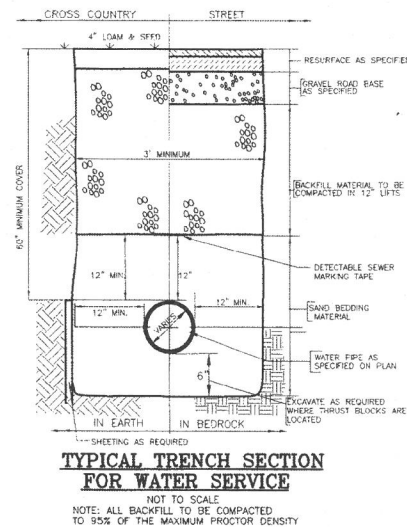 CROSS COUNTRY
STREET
4" LOAM & SEED
RESURFACE AS SPECIFIED
GRAVEL ROAD BASE
AS SPECIFIED
3' MINIMUM
60" MINIMUM COVER
BACKFILL MATERIAL TO BE
COMPACTED IN 12" LIFTS
DETECTABLE SEWER
MARKING TAPE
12" MIN.
12"
12" MIN.
12" MIN.
SAND BEDDING
MATERIAL
VARIES
WATER PIPE AS
SPECIFIED ON PLAN
6"
EXCAVATE AS REQUIRED
WHERE THRUST BLOCKS ARE
LOCATED
IN EARTH
IN BEDROCK
SHEETING AS REQUIRED
TYPICAL TRENCH SECTION
FOR WATER SERVICE
NOT TO SCALE
NOTE: ALL BACKFILL TO BE COMPACTED
TO 95% OF THE MAXIMUM PROCTOR DENSITY